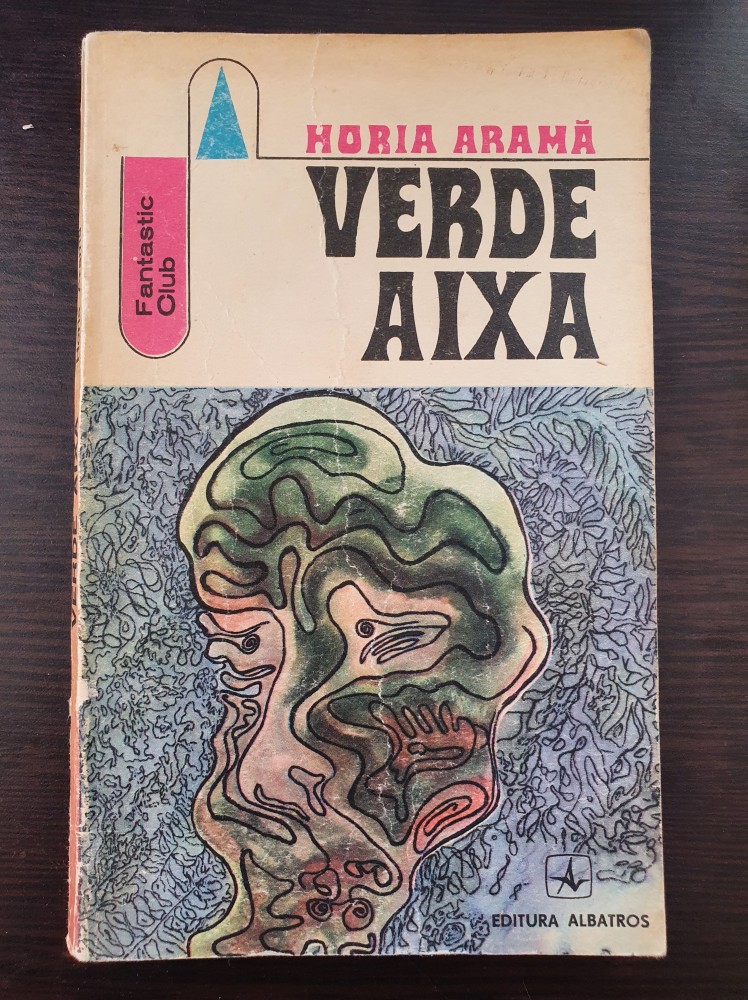 HORIA ARAMĂ
VERDE
AIXA
Fantastic
Club
EDITURA ALBATROS